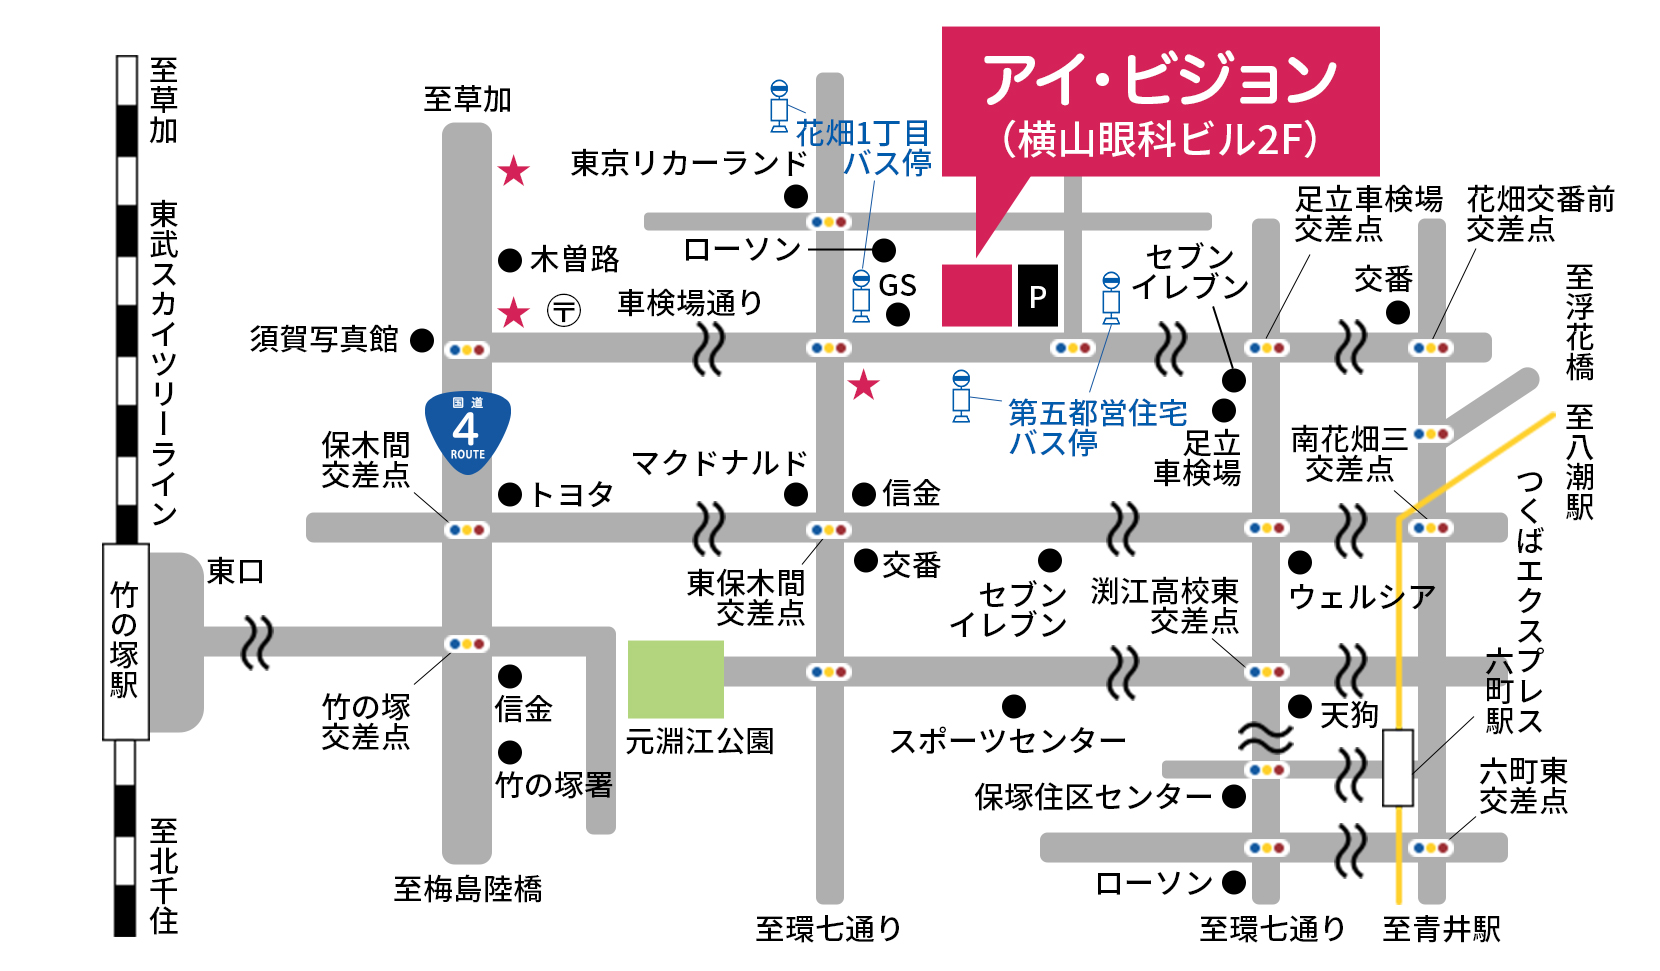 アイ・ビジョン
（横山眼科ビル2F）
至草加
東武スカイツリーライン
竹の塚駅
至北千住
東口
至草加
木曽路
〒
須賀写真館
国道
4
ROUTE
保木間
交差点
トヨタ
竹の塚
交差点
信金
竹の塚署
至梅島陸橋
花畑1丁目
バス停
東京リカーランド
ローソン
GS
P
車検場通り
第五都営住宅
バス停
マクドナルド
信金
東保木間
交差点
交番
セブン
イレブン
元淵江公園
スポーツセンター
至環七通り
セブン
イレブン
足立車検場
交差点
花畑交番前
交差点
交番
足立
車検場
南花畑三
交差点
至浮花橋
至八潮駅
つくばエクスプレス
ウェルシア
渕江高校東
交差点
天狗
六町駅
保塚住区センター
六町東
交差点
ローソン
至環七通り
至青井駅